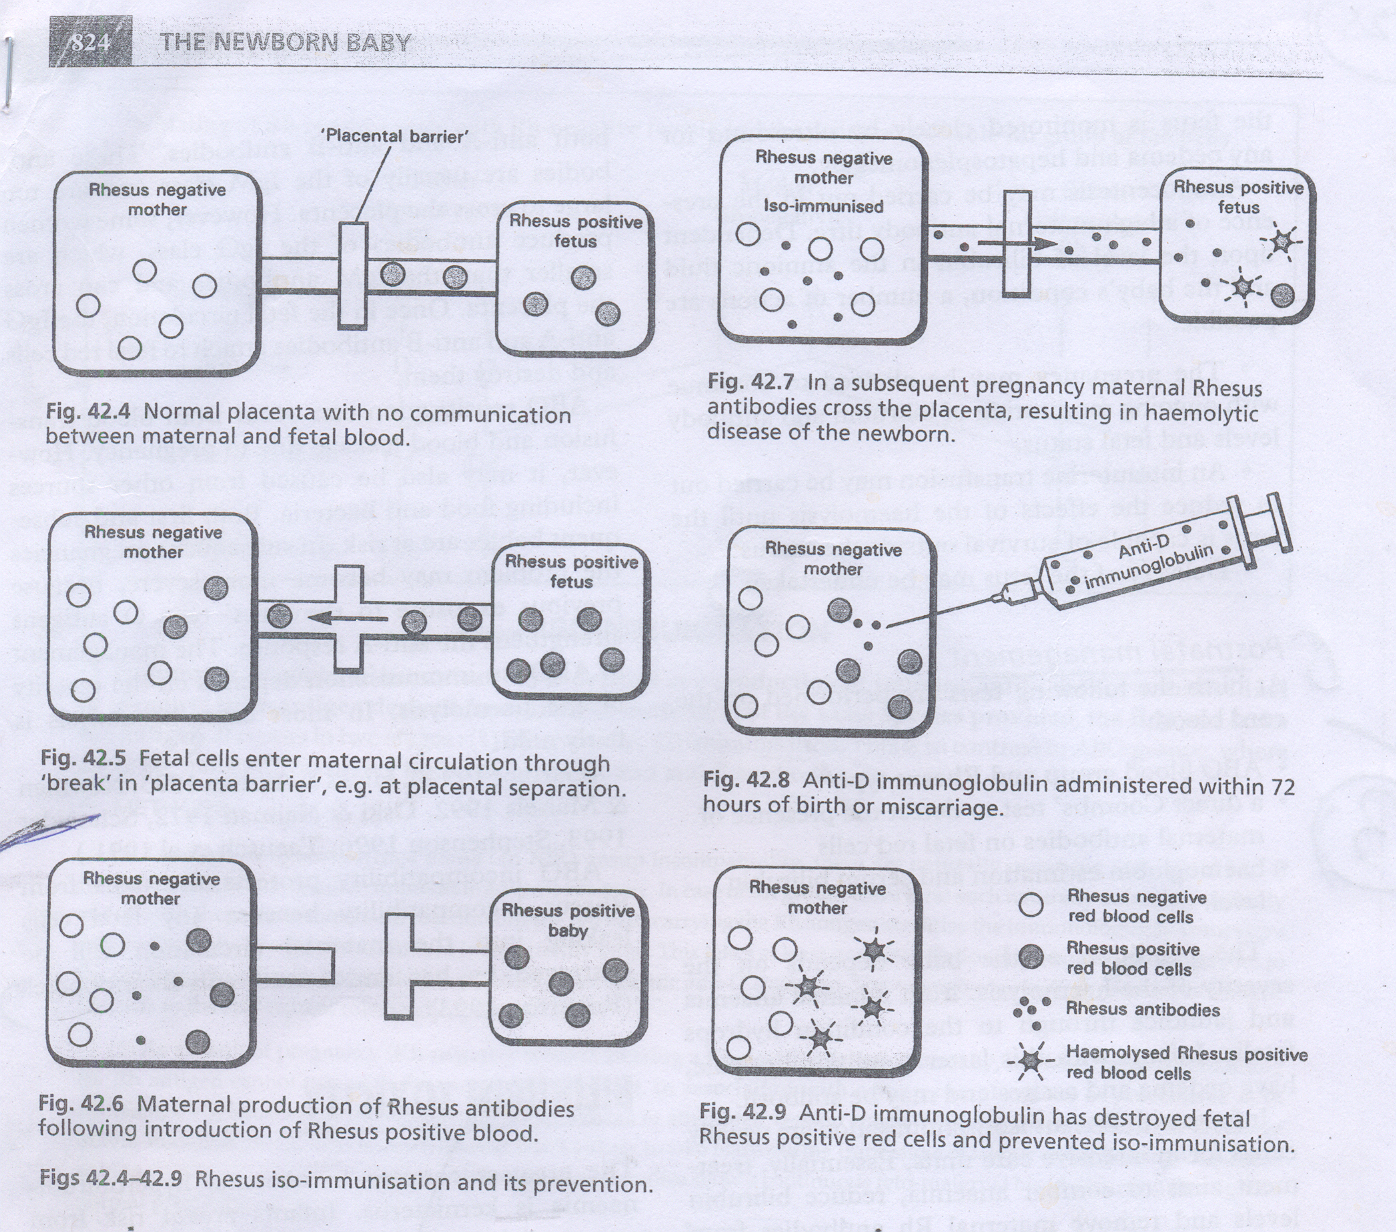 824 THE NEWBORN BABY
'Placental barrier'
Rhesus negative
mother
Rhesus positive
fetus
Fig. 42.4 Normal placenta with no communication
between maternal and fetal blood.
Rhesus negative
mother
Rhesus positive
fetus
Fig. 42.5 Fetal cells enter maternal circulation through
'break' in 'placenta barrier', e.g. at placental separation.
Rhesus negative
mother
Rhesus positive
baby
Fig. 42.6 Maternal production of Rhesus antibodies
following introduction of Rhesus positive blood.
Figs 42.4–42.9 Rhesus iso-immunisation and its prevention.
Rhesus negative
mother
Iso-immunised
Rhesus positive
fetus
Fig. 42.7 In a subsequent pregnancy maternal Rhesus
antibodies cross the placenta, resulting in haemolytic
disease of the newborn.
Rhesus negative
mother
Anti-D
immunoglobulin
Fig. 42.8 Anti-D immunoglobulin administered within 72
hours of birth or miscarriage.
Rhesus negative
mother
Rhesus negative
red blood cells
Rhesus positive
red blood cells
Rhesus antibodies
Haemolysed Rhesus positive
red blood cells
Fig. 42.9 Anti-D immunoglobulin has destroyed fetal
Rhesus positive red cells and prevented iso-immunisation.